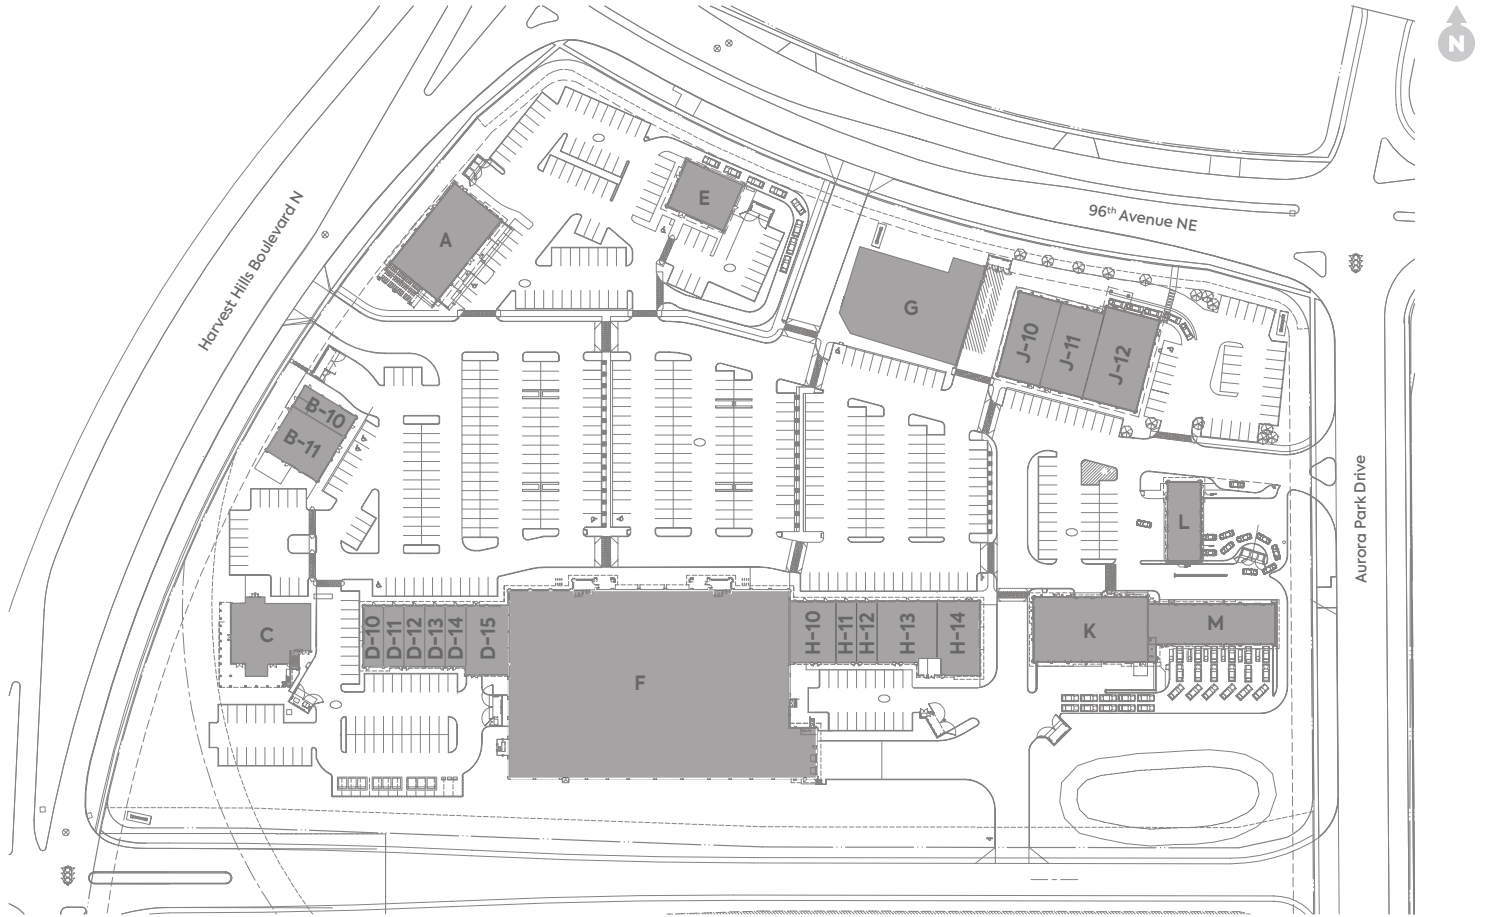 N
Harvest Hills Boulevard N
96th Avenue NE
Aurora Park Drive
A
E
G
J-10
J-11
J-12
B-10
B-11
L
C
D-10
D-11
D-12
D-13
D-14
D-15
F
H-10
H-11
H-12
H-13
H-14
K
M